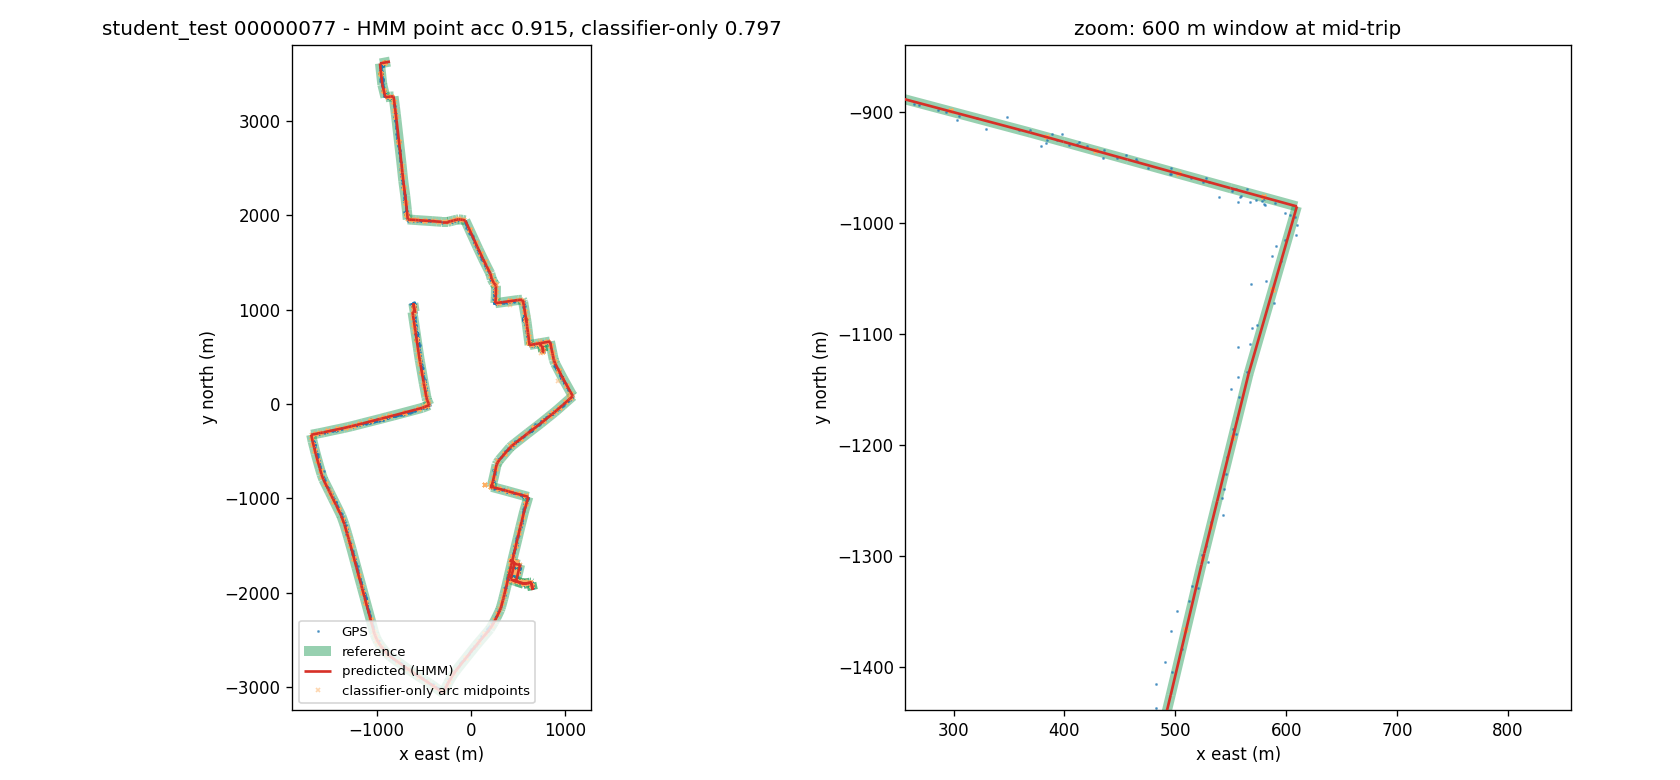 student_test 00000077 - HMM point acc 0.915, classifier-only 0.797
3000
2000
1000
0
−1000
−2000
−3000
y north (m)
GPS
reference
predicted (HMM)
classifier-only arc midpoints
−1000 0 1000
x east (m)
zoom: 600 m window at mid-trip
−900
−1000
−1100
−1200
−1300
−1400
y north (m)
300 400 500 600 700 800
x east (m)